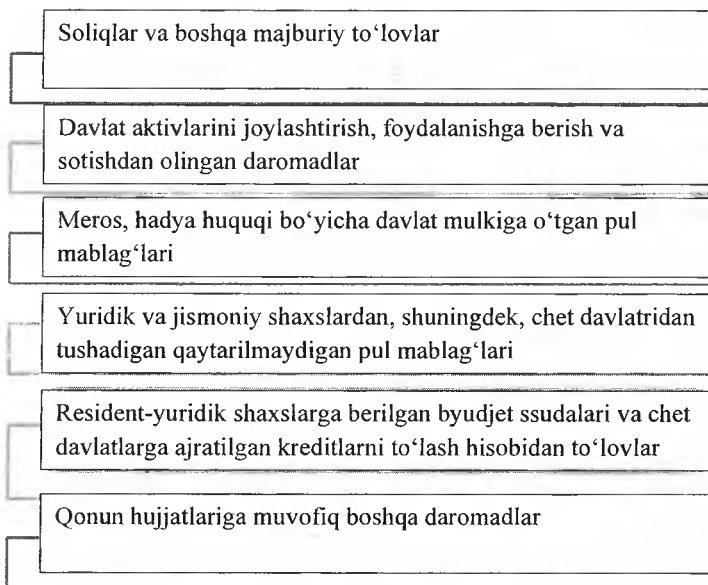 Soliqlar va boshqa majburiy to‘lovlar
Davlat aktivlarini joylashtirish, foydalanishga berish va
sotishdan olingan daromadlar
Meros, hadya huquqi bo‘yicha davlat mulkiga o‘tgan pul
mablag‘lari
Yuridik va jismoniy shaxslardan, shuningdek, chet davlatridan
tushadigan qaytarilmaydigan pul mablag‘lari
Resident-yuridik shaxslarga berilgan byudjet ssudalari va chet
davlatlarga ajratilgan kreditlarni to‘lash hisobidan to‘lovlar
Qonun hujjatlariga muvofiq boshqa daromadlar